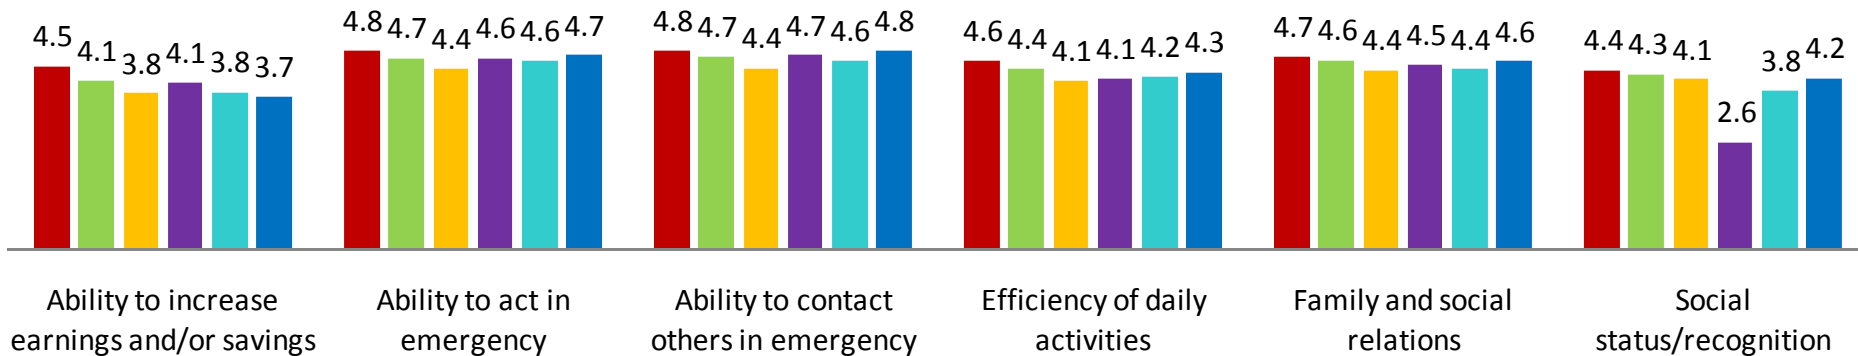 4.5 4.1 3.8 4.1 3.8 3.7
4.8 4.7 4.4 4.6 4.6 4.7
4.8 4.7 4.4 4.7 4.6 4.8
4.6 4.4 4.1 4.1 4.2 4.3
4.7 4.6 4.4 4.5 4.4 4.6
4.4 4.3 4.1 2.6 3.8 4.2
Ability to increase
earnings and/or savings
Ability to act in
emergency
Ability to contact
others in emergency
Efficiency of daily
activities
Family and social
relations
Social
status/recognition